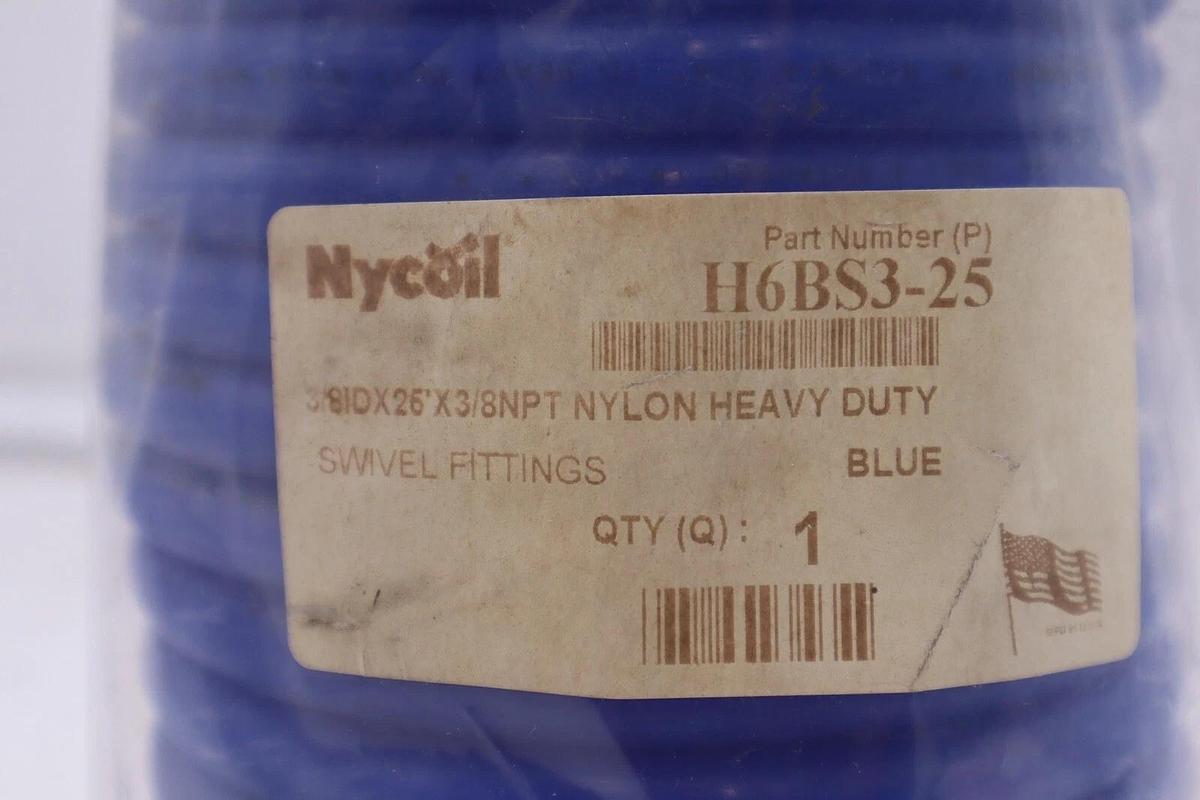 Nycoil
Part Number (P)
H6BS3-25
3/8IDX25'X3/8NPT NYLON HEAVY DUTY
SWIVEL FITTINGS BLUE
QTY (Q): 1